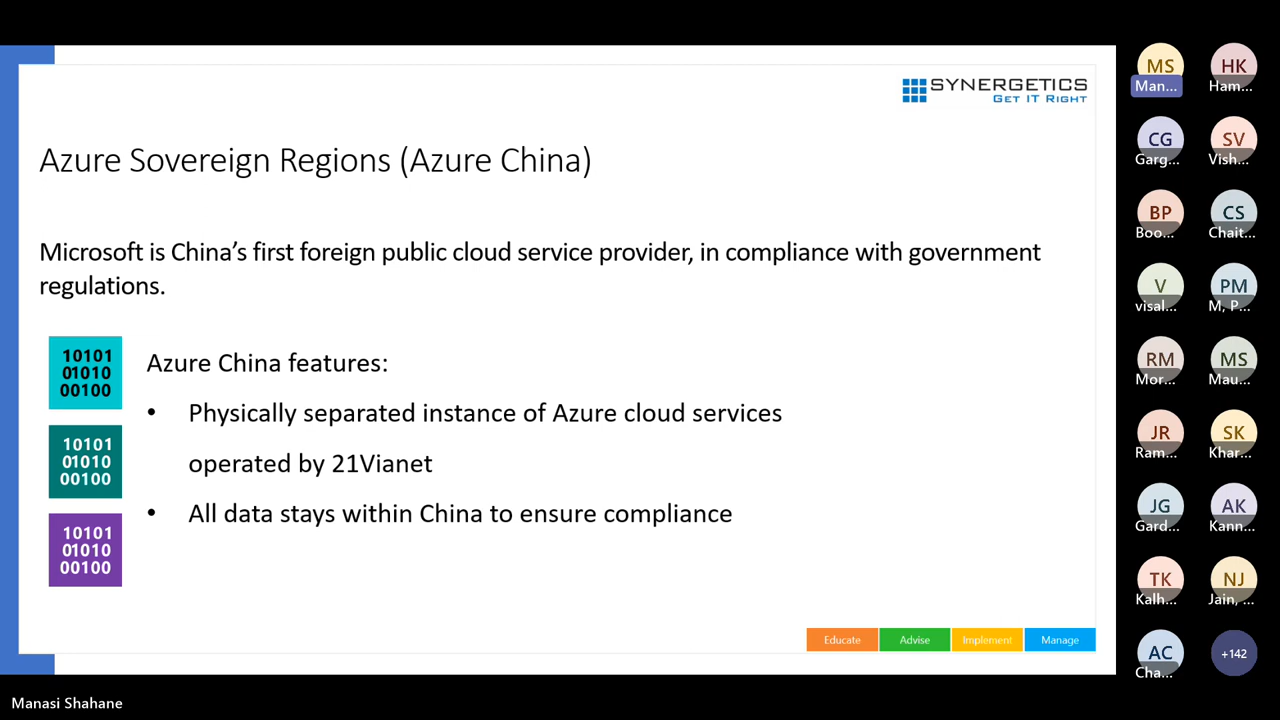 SYNERGETICS
GET IT RIGHT
Azure Sovereign Regions (Azure China)
Microsoft is China’s first foreign public cloud service provider, in compliance with government
regulations.
10101
01010
00100
10101
01010
00100
10101
01010
00100
Azure China features:
• Physically separated instance of Azure cloud services
operated by 21Vianet
• All data stays within China to ensure compliance
Educate Advise Implement Manage
MS HK
Man... Ham...
CG SV
Garg... Vish...
BP CS
Boo... Chait...
V PM
visal... M, P...
RM MS
Mor... Mau...
JR SK
Ram... Khar...
JG AK
Gard... Kann...
TK NJ
Kalh... Jain, ...
AC +142
Cha...
Manasi Shahane